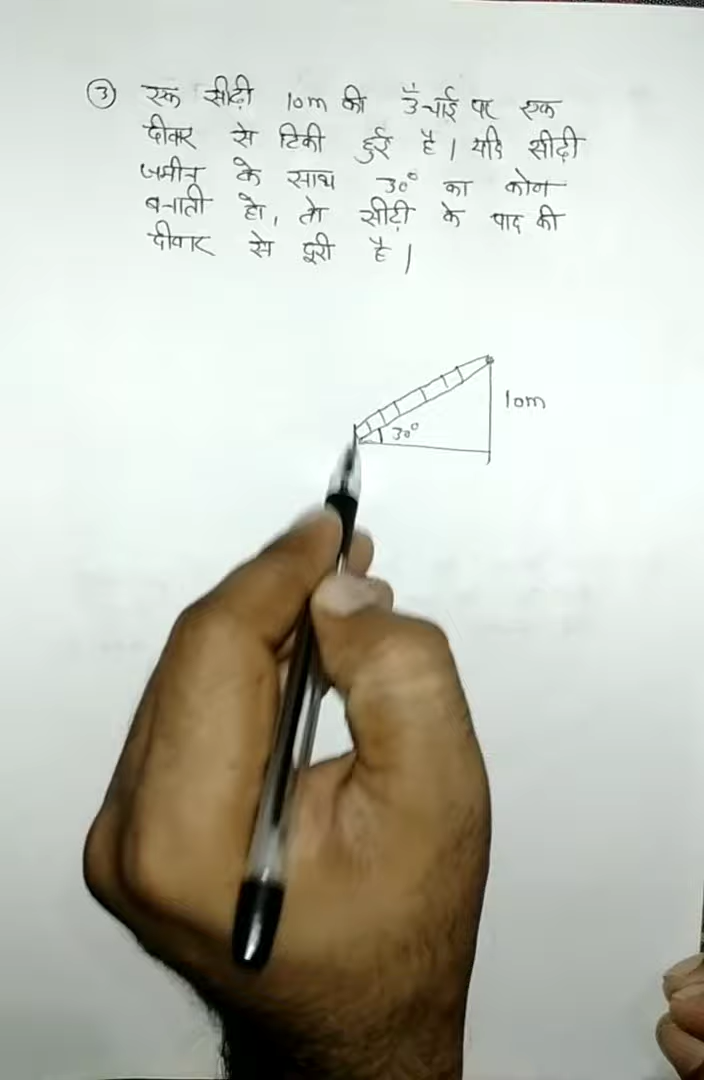 ③ एक सीढ़ी 10m की उँचाई पर एक
दीवार से टिकी हुई है। यदि सीढ़ी
जमीन के साथ 30° का कोन
बनाती हो, तो सीढ़ी के पाद की
दीवार से दूरी है।
10m
30°